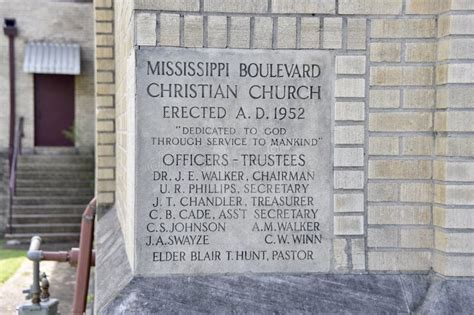 MISSISSIPPI BOULEVARD
CHRISTIAN CHURCH
ERECTED A.D. 1952
"DEDICATED TO GOD
THROUGH SERVICE TO MANKIND"
OFFICERS - TRUSTEES
DR. J. E. WALKER, CHAIRMAN
U. R. PHILLIPS, SECRETARY
J. T. CHANDLER, TREASURER
C. B. CADE, ASST SECRETARY
C. S. JOHNSON A. M. WALKER
J. A. SWAYZE C. W. WINN
ELDER BLAIR T. HUNT, PASTOR